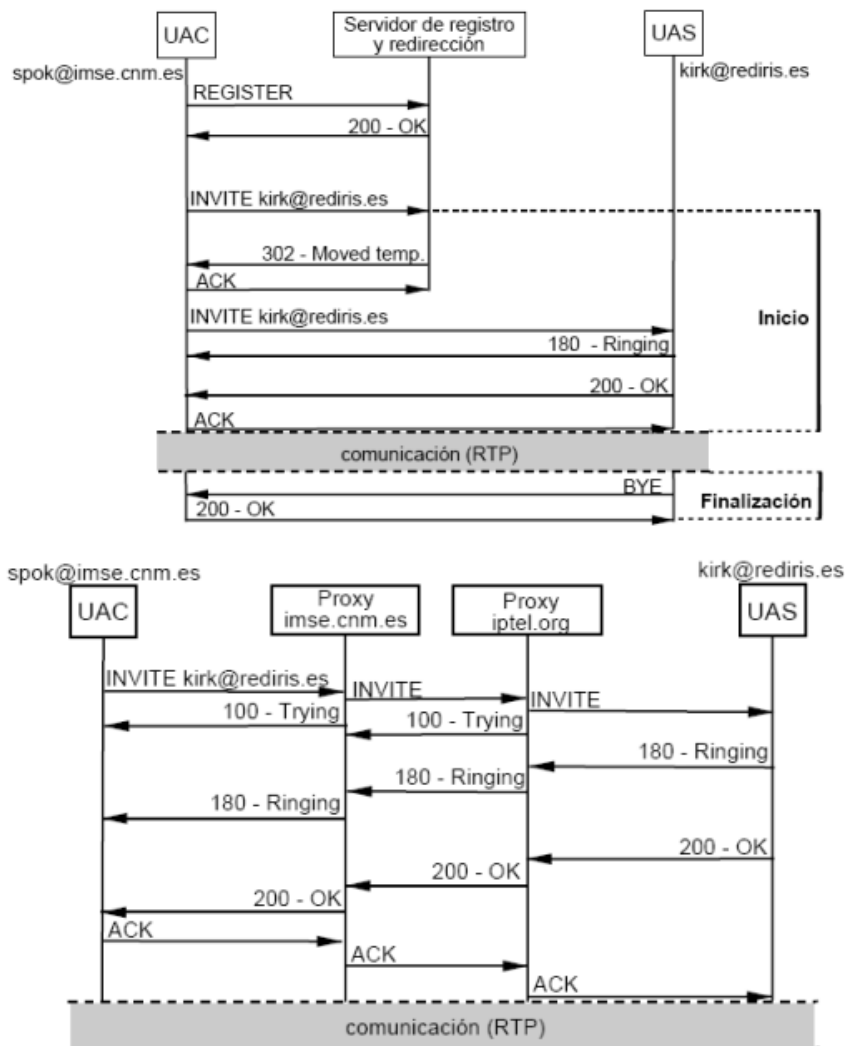 UAC
Servidor de registro
y redirección
UAS
spok@imse.cnm.es
kirk@rediris.es
REGISTER
200 - OK
INVITE kirk@rediris.es
302 - Moved temp.
ACK
INVITE kirk@rediris.es
Inicio
180 - Ringing
200 - OK
ACK
comunicación (RTP)
BYE
200 - OK
Finalización
spok@imse.cnm.es
kirk@rediris.es
UAC
Proxy
imse.cnm.es
Proxy
iptel.org
UAS
INVITE kirk@rediris.es
INVITE
INVITE
100 - Trying
100 - Trying
180 - Ringing
180 - Ringing
180 - Ringing
200 - OK
200 - OK
200 - OK
ACK
ACK
ACK
comunicación (RTP)